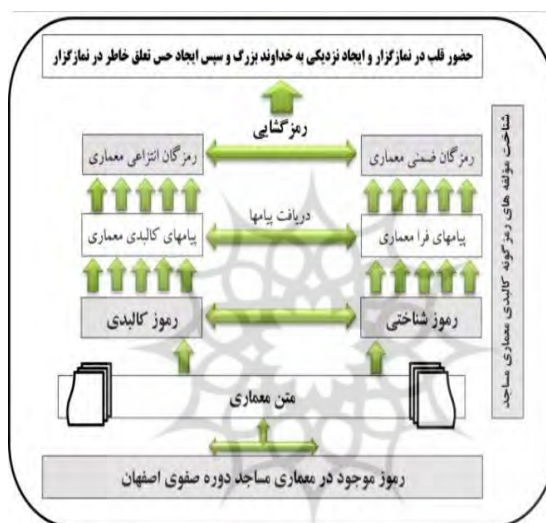 حضور قلب در نمازگزار و ایجاد نزدیکی به خداوند بزرگ و سپس ایجاد حس تعلق خاطر در نمازگزار
رمزگشایی
رمزگان ضمنی معماری
رمزگان انتزاعی معماری
دریافت پیامها
پیامهای فرا معماری
پیامهای کالبدی معماری
رموز شناختی
رموز کالبدی
متن معماری
رموز موجود در معماری مساجد دوره صفوی اصفهان
شناخت مؤلفه های رمزگونه کالبدی معماری مساجد